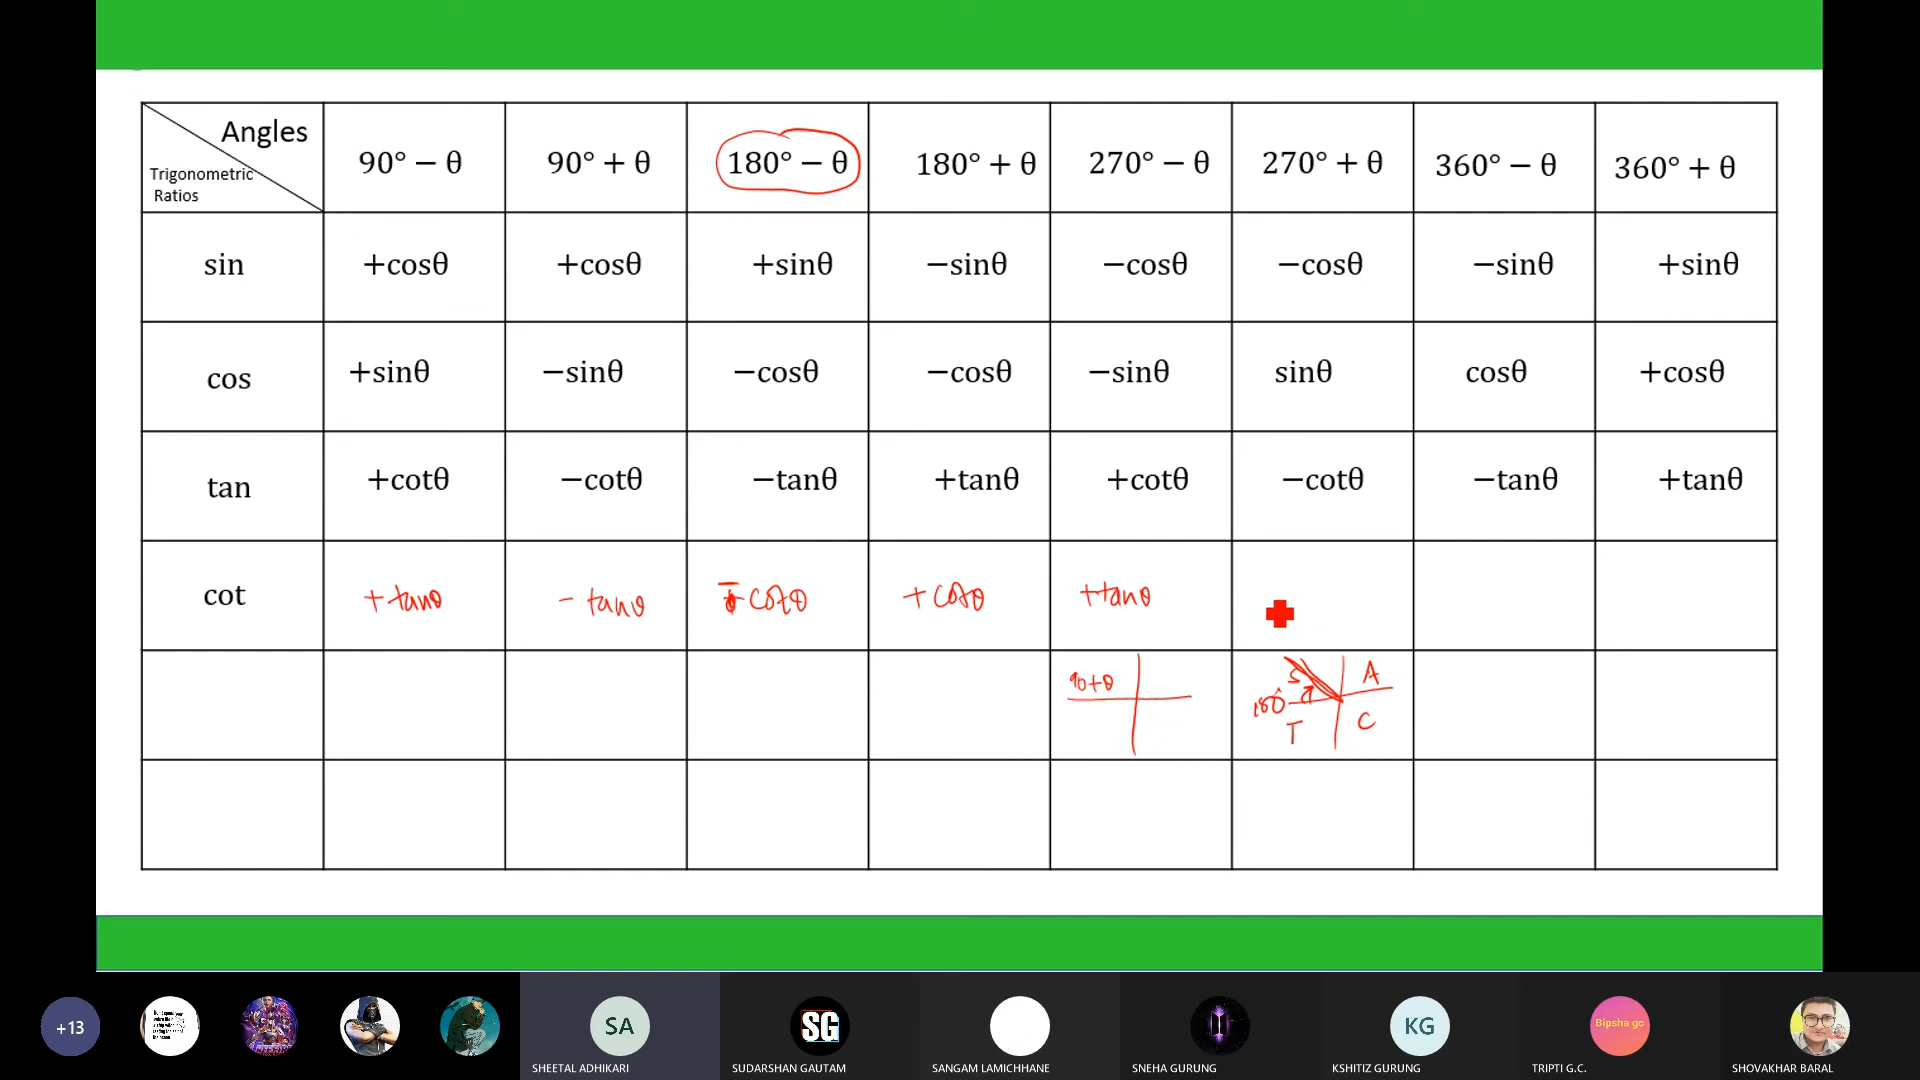 Angles
Trigonometric
Ratios
90° − θ
90° + θ
180° − θ
180° + θ
270° − θ
270° + θ
360° − θ
360° + θ
sin
+cosθ
+cosθ
+sinθ
−sinθ
−cosθ
−cosθ
−sinθ
+sinθ
cos
+sinθ
−sinθ
−cosθ
−cosθ
−sinθ
sinθ
cosθ
+cosθ
tan
+cotθ
−cotθ
−tanθ
+tanθ
+cotθ
−cotθ
−tanθ
+tanθ
cot
+tanθ
−tanθ
−cotθ
+cotθ
+tanθ
90+θ
S
A
180°
T
C
+13
SA
SG
KG
Bipsha gc
SHEETAL ADHIKARI
SUDARSHAN GAUTAM
SANGAM LAMICHHANE
SNEHA GURUNG
KSHITIZ GURUNG
TRIPTI G.C.
SHOVAKHAR BARAL